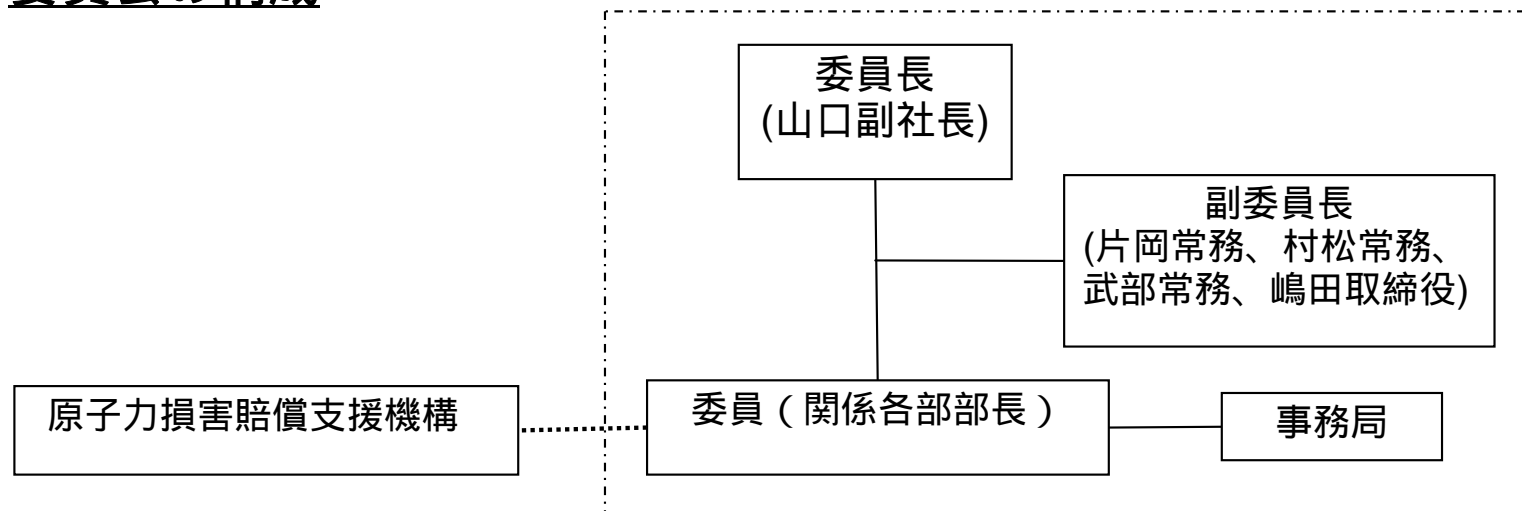 委員会の構成
委員長
(山口副社長)
副委員長
(片岡常務、村松常務、
武部常務、嶋田取締役)
原子力損害賠償支援機構
委員（関係各部部長）
事務局